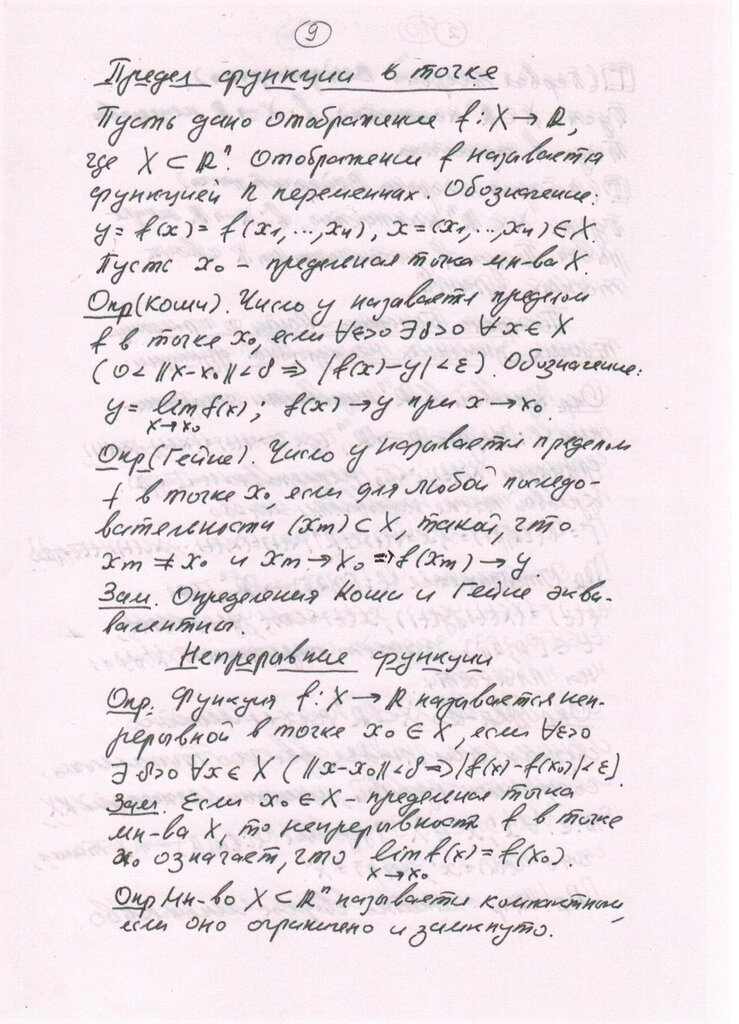 9
Предел функции в точке
Пусть дано отображение f: X → ℝ,
где X ⊂ ℝⁿ. Отображение f называется
функцией n переменных. Обозначение:
y = f(x) = f(x₁, ..., xₙ), x = (x₁, ..., xₙ) ∈ X.
Пусть x₀ – предельная точка мн-ва X.
Опр(Коши). Число y называется пределом
f в точке x₀, если ∀ε>0 ∃δ>0 ∀x∈X
(0<||x-x₀||<δ ⇒ |f(x)-y|<ε). Обозначение:
y = lim f(x); f(x) → y при x → x₀
x→x₀
Опр(Гейне). Число y называется пределом
f в точке x₀, если для любой последо-
вательности (xₘ) ⊂ X, такой, что
xₘ ≠ x₀ и xₘ → x₀ ⇒ f(xₘ) → y
Зам. Определения Коши и Гейне экви-
валентны.
Непрерывные функции
Опр. Функция f: X → ℝ называется неп-
рерывной в точке x₀ ∈ X, если ∀ε>0
∃δ>0 ∀x∈X (||x-x₀||<δ ⇒ |f(x)-f(x₀)|<ε).
Зам. Если x₀ ∈ X – предельная точка
мн-ва X, то непрерывность f в точке
x₀ означает, что lim f(x) = f(x₀).
x→x₀
Опр Мн-во X ⊂ ℝⁿ называется компактным,
если оно ограничено и замкнуто.